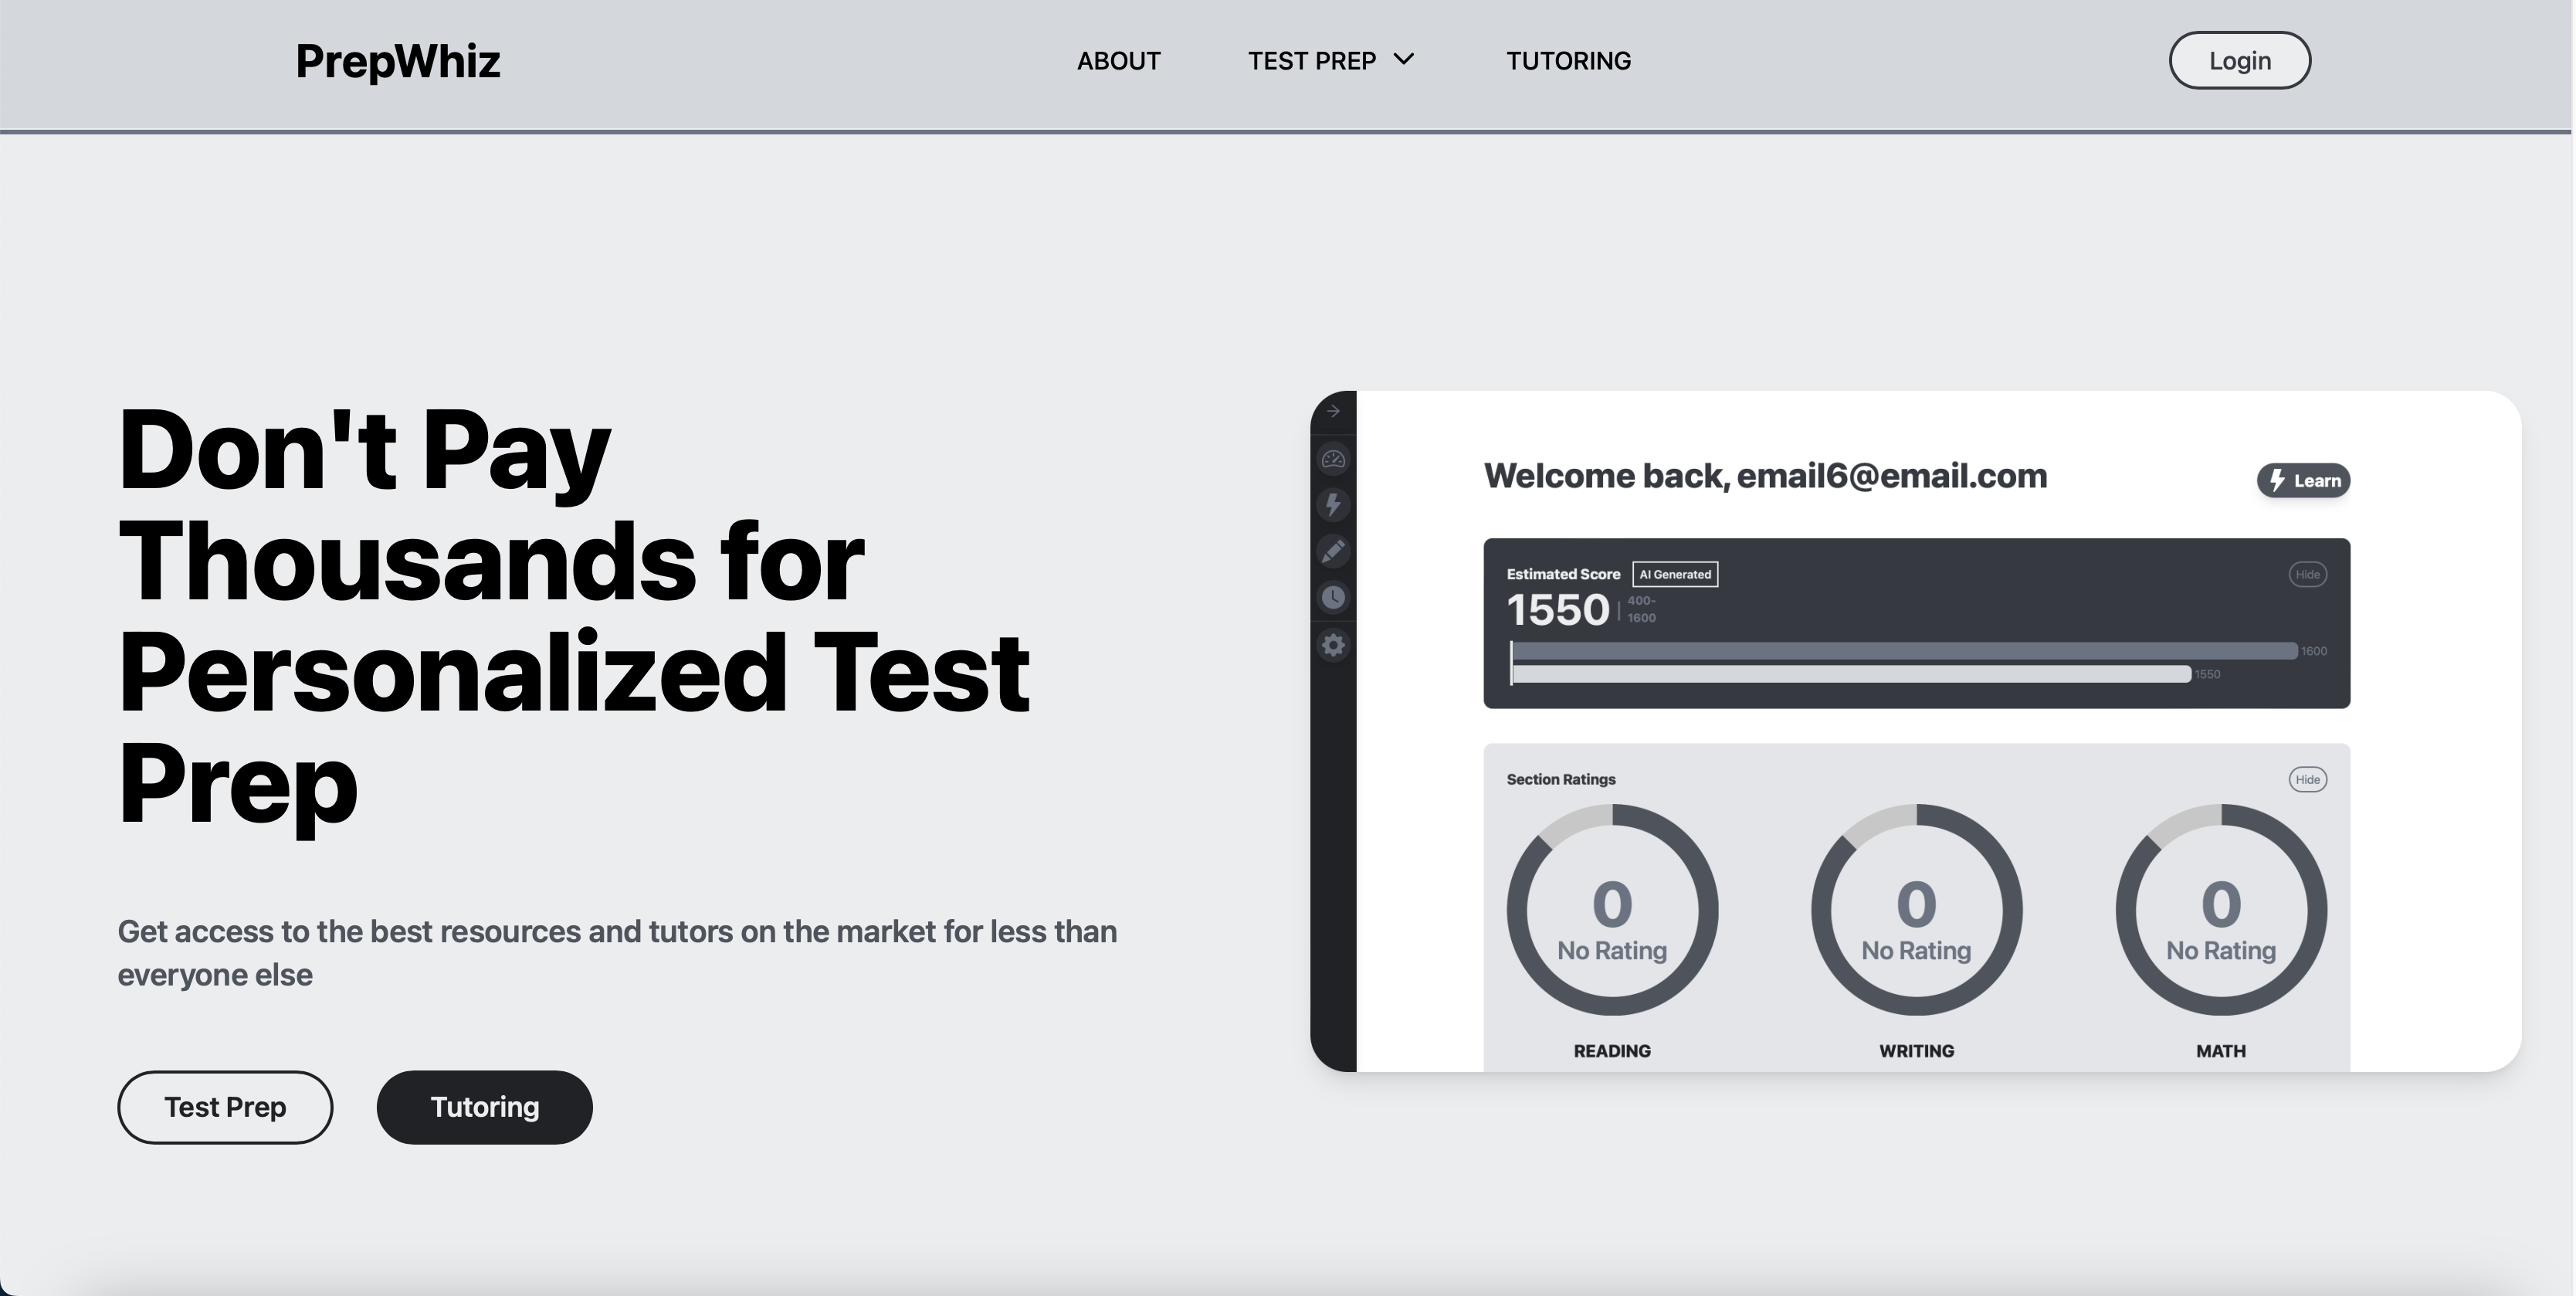 PrepWhiz
ABOUT
TEST PREP
TUTORING
Login
Don't Pay
Thousands for
Personalized Test
Prep
Get access to the best resources and tutors on the market for less than
everyone else
Test Prep
Tutoring
Welcome back, email6@email.com
Learn
Estimated Score
AI Generated
Hide
1550
400-
1600
1600
1550
Section Ratings
Hide
0
No Rating
READING
0
No Rating
WRITING
0
No Rating
MATH